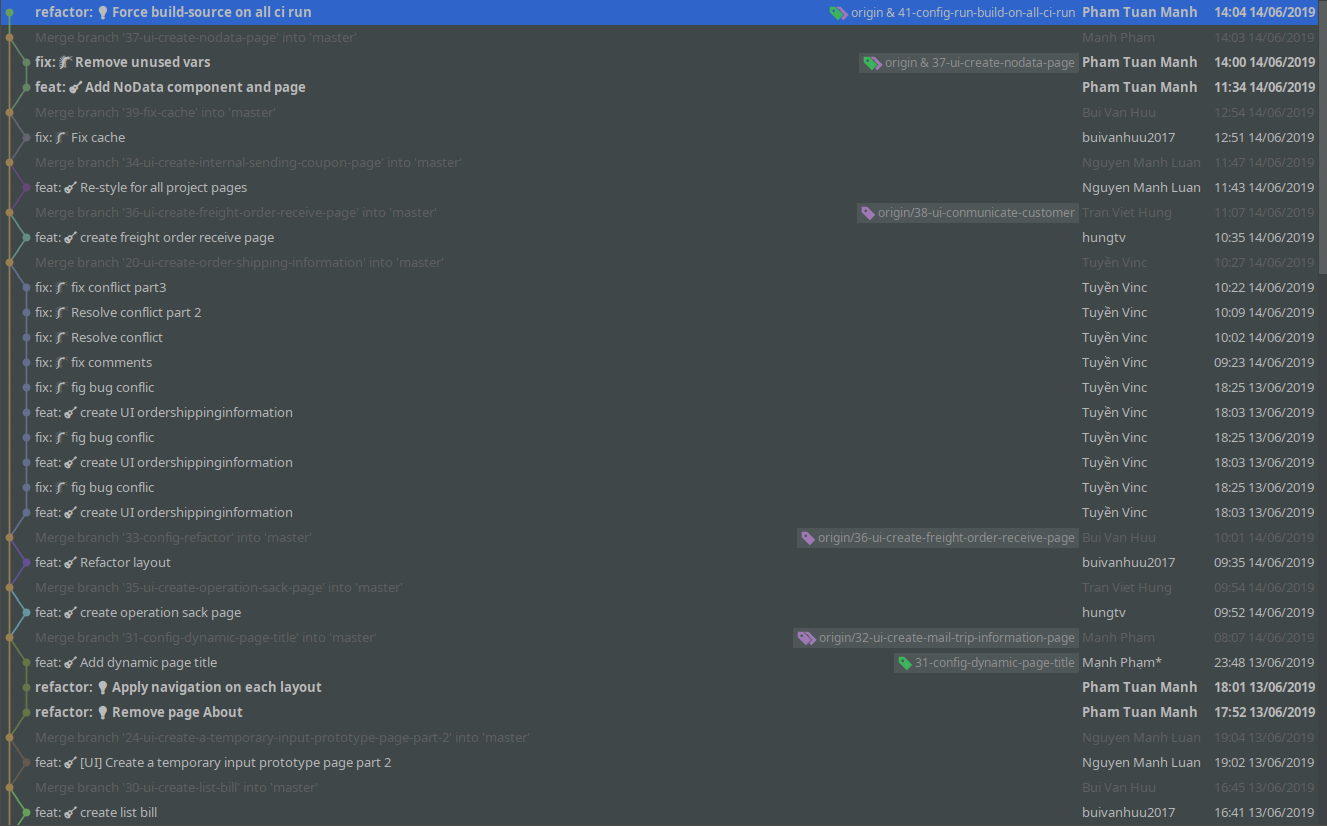 refactor: Force build-source on all ci run origin & 41-config-run-build-on-all-ci-run Pham Tuan Manh 14:04 14/06/2019
Merge branch '37-ui-create-nodata-page' into 'master' Manh Pham 14:03 14/06/2019
fix: Remove unused vars origin & 37-ui-create-nodata-page Pham Tuan Manh 14:00 14/06/2019
feat: Add NoData component and page Pham Tuan Manh 11:34 14/06/2019
Merge branch '39-fix-cache' into 'master' Bui Van Huu 12:54 14/06/2019
fix: Fix cache buivanhuu2017 12:51 14/06/2019
Merge branch '34-ui-create-internal-sending-coupon-page' into 'master' Nguyen Manh Luan 11:47 14/06/2019
feat: Re-style for all project pages Nguyen Manh Luan 11:43 14/06/2019
Merge branch '36-ui-create-freight-order-receive-page' into 'master' origin/38-ui-conmunicate-customer Tran Viet Hung 11:07 14/06/2019
feat: create freight order receive page hungtv 10:35 14/06/2019
Merge branch '20-ui-create-order-shipping-information' into 'master' Tuyền Vinc 10:27 14/06/2019
fix: fix conflict part3 Tuyền Vinc 10:22 14/06/2019
fix: Resolve conflict part 2 Tuyền Vinc 10:09 14/06/2019
fix: Resolve conflict Tuyền Vinc 10:02 14/06/2019
fix: fix comments Tuyền Vinc 09:23 14/06/2019
fix: fig bug conflic Tuyền Vinc 18:25 13/06/2019
feat: create UI ordershippinginformation Tuyền Vinc 18:03 13/06/2019
fix: fig bug conflic Tuyền Vinc 18:25 13/06/2019
feat: create UI ordershippinginformation Tuyền Vinc 18:03 13/06/2019
fix: fig bug conflic Tuyền Vinc 18:25 13/06/2019
feat: create UI ordershippinginformation Tuyền Vinc 18:03 13/06/2019
Merge branch '33-config-refactor' into 'master' origin/36-ui-create-freight-order-receive-page Bui Van Huu 10:01 14/06/2019
feat: Refactor layout buivanhuu2017 09:35 14/06/2019
Merge branch '35-ui-create-operation-sack-page' into 'master' Tran Viet Hung 09:54 14/06/2019
feat: create operation sack page hungtv 09:52 14/06/2019
Merge branch '31-config-dynamic-page-title' into 'master' origin/32-ui-create-mail-trip-information-page Manh Pham 08:07 14/06/2019
feat: Add dynamic page title 31-config-dynamic-page-title Mạnh Phạm* 23:48 13/06/2019
refactor: Apply navigation on each layout Pham Tuan Manh 18:01 13/06/2019
refactor: Remove page About Pham Tuan Manh 17:52 13/06/2019
Merge branch '24-ui-create-a-temporary-input-prototype-page-part-2' into 'master' Nguyen Manh Luan 19:04 13/06/2019
feat: [UI] Create a temporary input prototype page part 2 Nguyen Manh Luan 19:02 13/06/2019
Merge branch '30-ui-create-list-bill' into 'master' Bui Van Huu 16:45 13/06/2019
feat: create list bill buivanhuu2017 16:41 13/06/2019